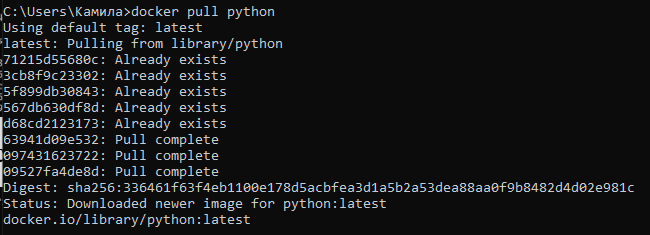 C:\Users\Камила>docker pull python
Using default tag: latest
latest: Pulling from library/python
71215d55680c: Already exists
3cb8f9c23302: Already exists
5f899db30843: Already exists
567db630df8d: Already exists
d68cd2123173: Already exists
63941d09e532: Pull complete
097431623722: Pull complete
09527fa4de8d: Pull complete
Digest: sha256:336461f63f4eb1100e178d5acbfea3d1a5b2a53dea88aa0f9b8482d4d02e981c
Status: Downloaded newer image for python:latest
docker.io/library/python:latest